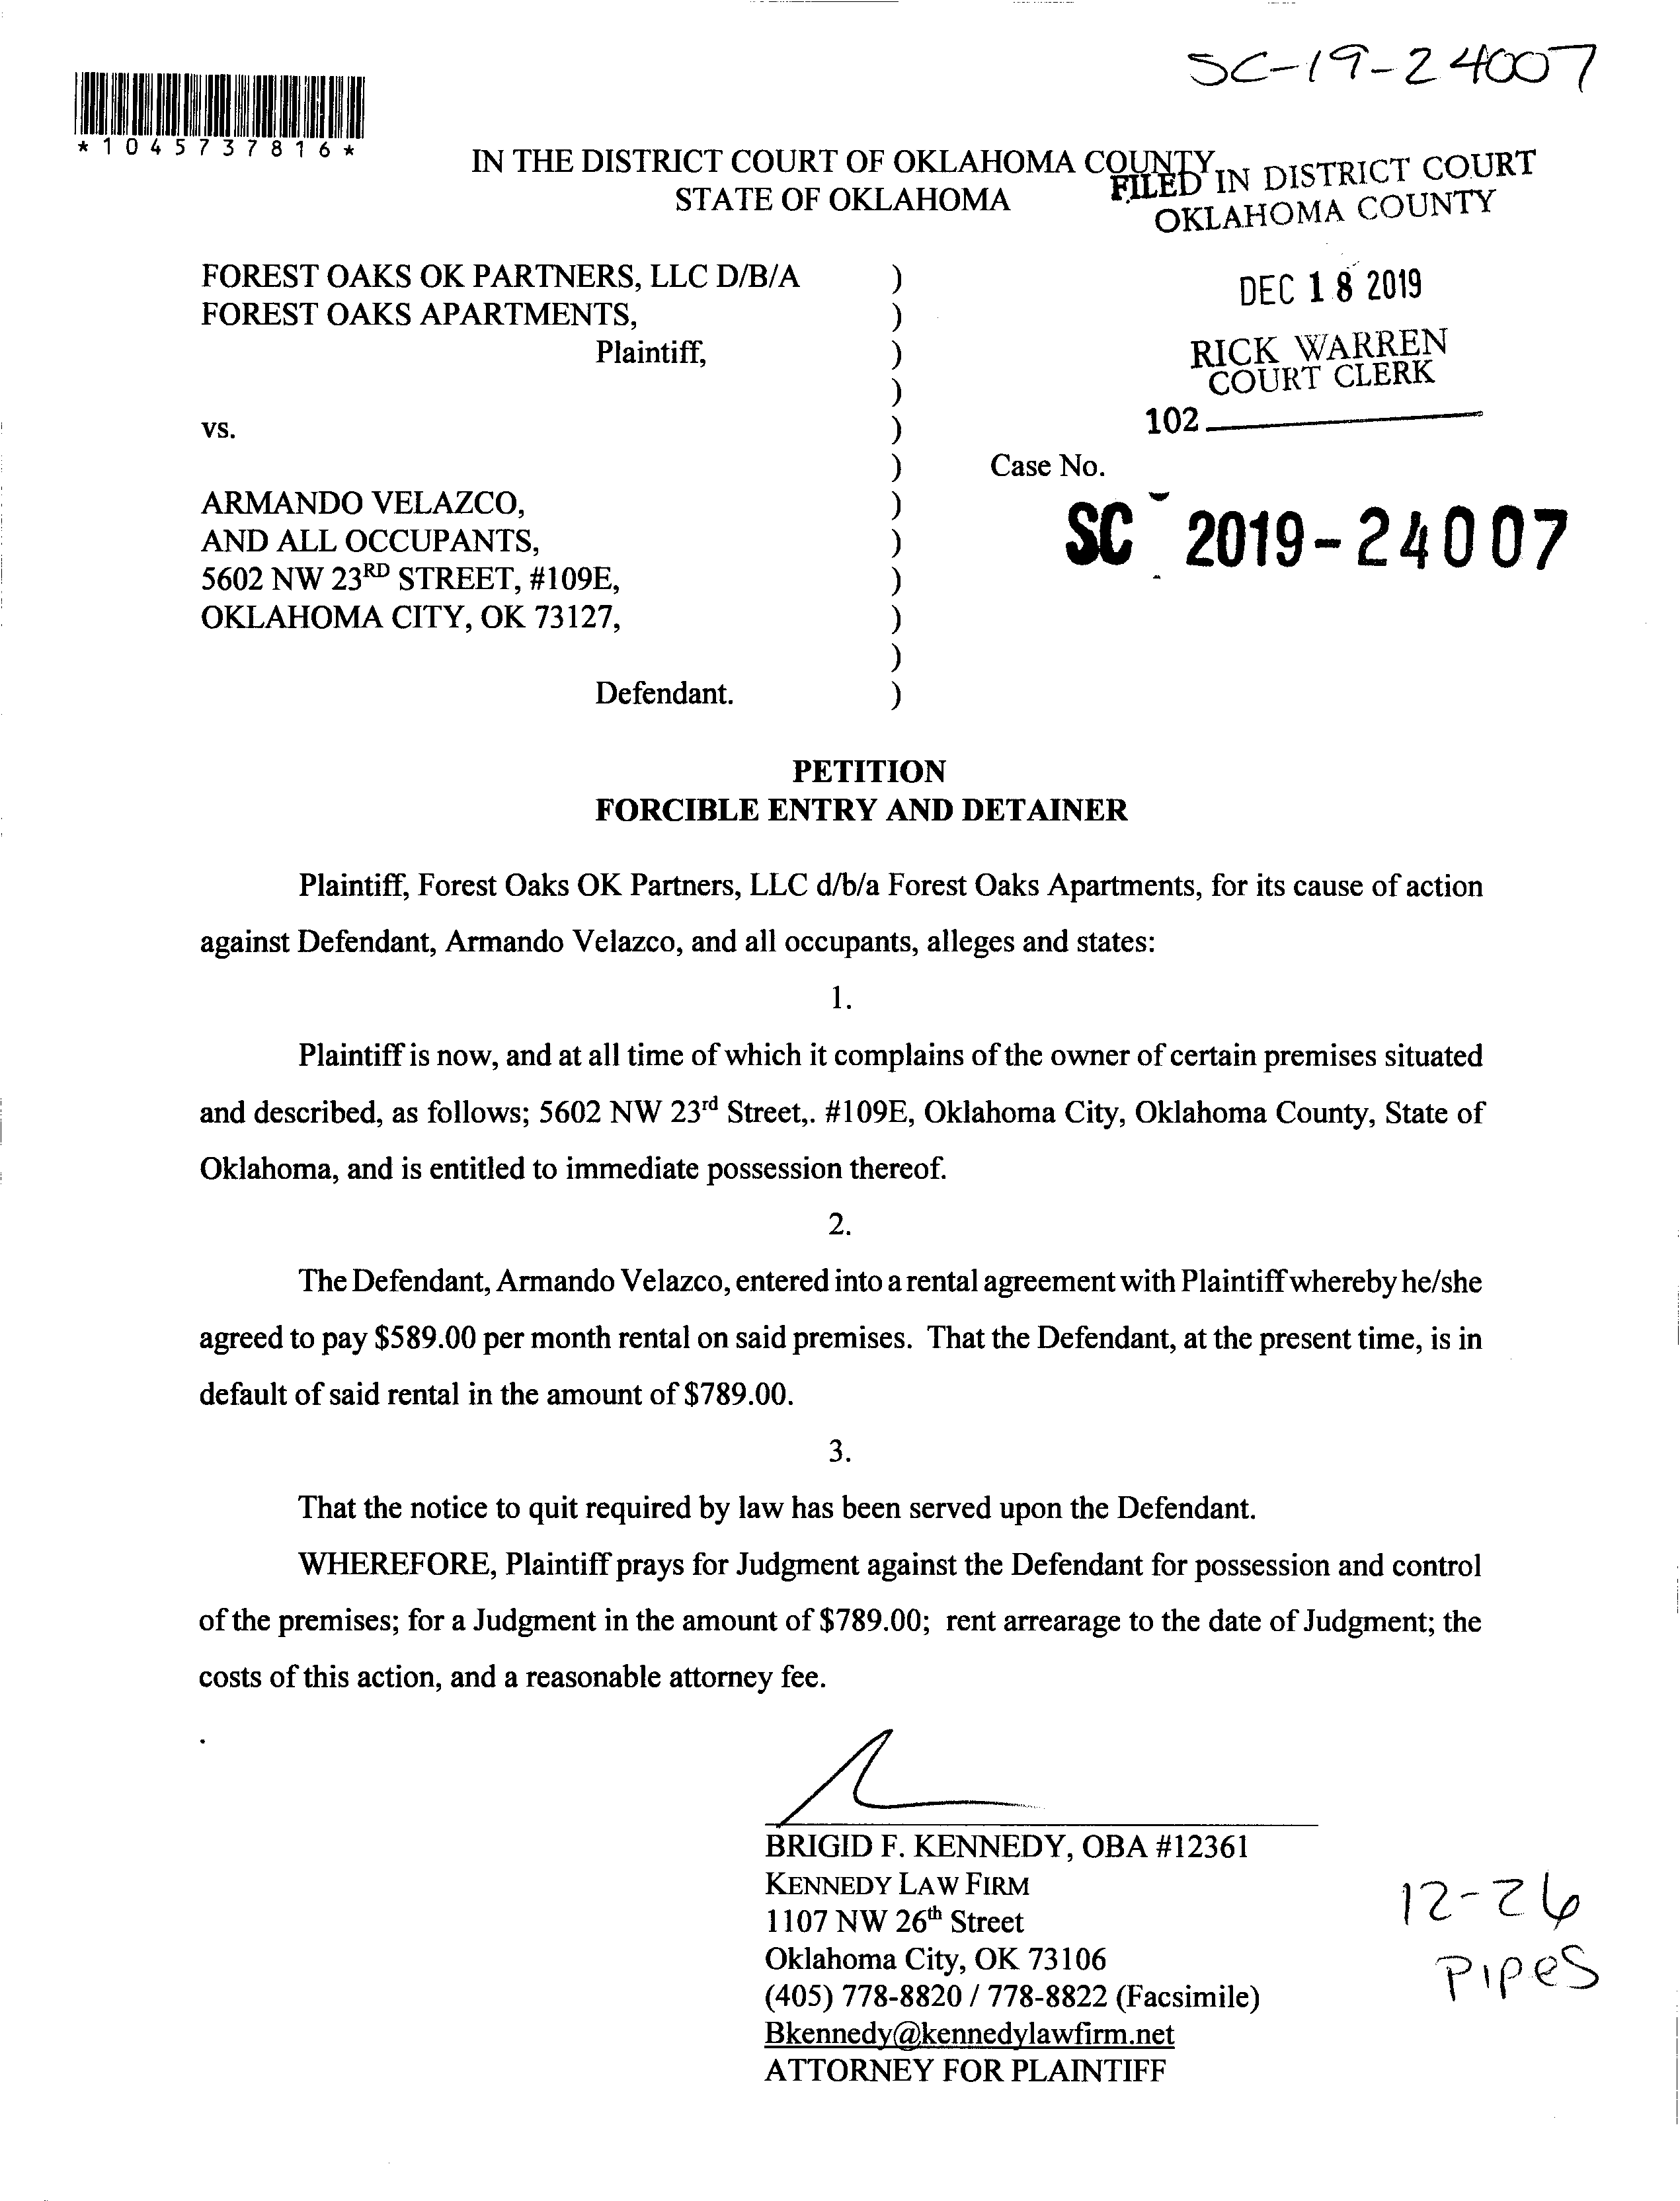 SC-19-24007
*1045737816*
IN THE DISTRICT COURT OF OKLAHOMA COUNTY
STATE OF OKLAHOMA
FILED IN DISTRICT COURT
OKLAHOMA COUNTY
DEC 18 2019
RICK WARREN
COURT CLERK
102
FOREST OAKS OK PARTNERS, LLC D/B/A )
FOREST OAKS APARTMENTS, )
Plaintiff, )
)
vs. )
) Case No.
ARMANDO VELAZCO, )
AND ALL OCCUPANTS, ) SC - 2019-24007
5602 NW 23RD STREET, #109E, )
OKLAHOMA CITY, OK 73127, )
)
Defendant. )
PETITION
FORCIBLE ENTRY AND DETAINER
Plaintiff, Forest Oaks OK Partners, LLC d/b/a Forest Oaks Apartments, for its cause of action
against Defendant, Armando Velazco, and all occupants, alleges and states:
1.
Plaintiff is now, and at all time of which it complains of the owner of certain premises situated
and described, as follows; 5602 NW 23rd Street,. #109E, Oklahoma City, Oklahoma County, State of
Oklahoma, and is entitled to immediate possession thereof.
2.
The Defendant, Armando Velazco, entered into a rental agreement with Plaintiff whereby he/she
agreed to pay $589.00 per month rental on said premises. That the Defendant, at the present time, is in
default of said rental in the amount of $789.00.
3.
That the notice to quit required by law has been served upon the Defendant.
WHEREFORE, Plaintiff prays for Judgment against the Defendant for possession and control
of the premises; for a Judgment in the amount of $789.00; rent arrearage to the date of Judgment; the
costs of this action, and a reasonable attorney fee.
BRIGID F. KENNEDY, OBA #12361
KENNEDY LAW FIRM
1107 NW 26th Street
Oklahoma City, OK 73106
(405) 778-8820 / 778-8822 (Facsimile)
Bkennedy@kennedylawfirm.net
ATTORNEY FOR PLAINTIFF
12-26
PIPES